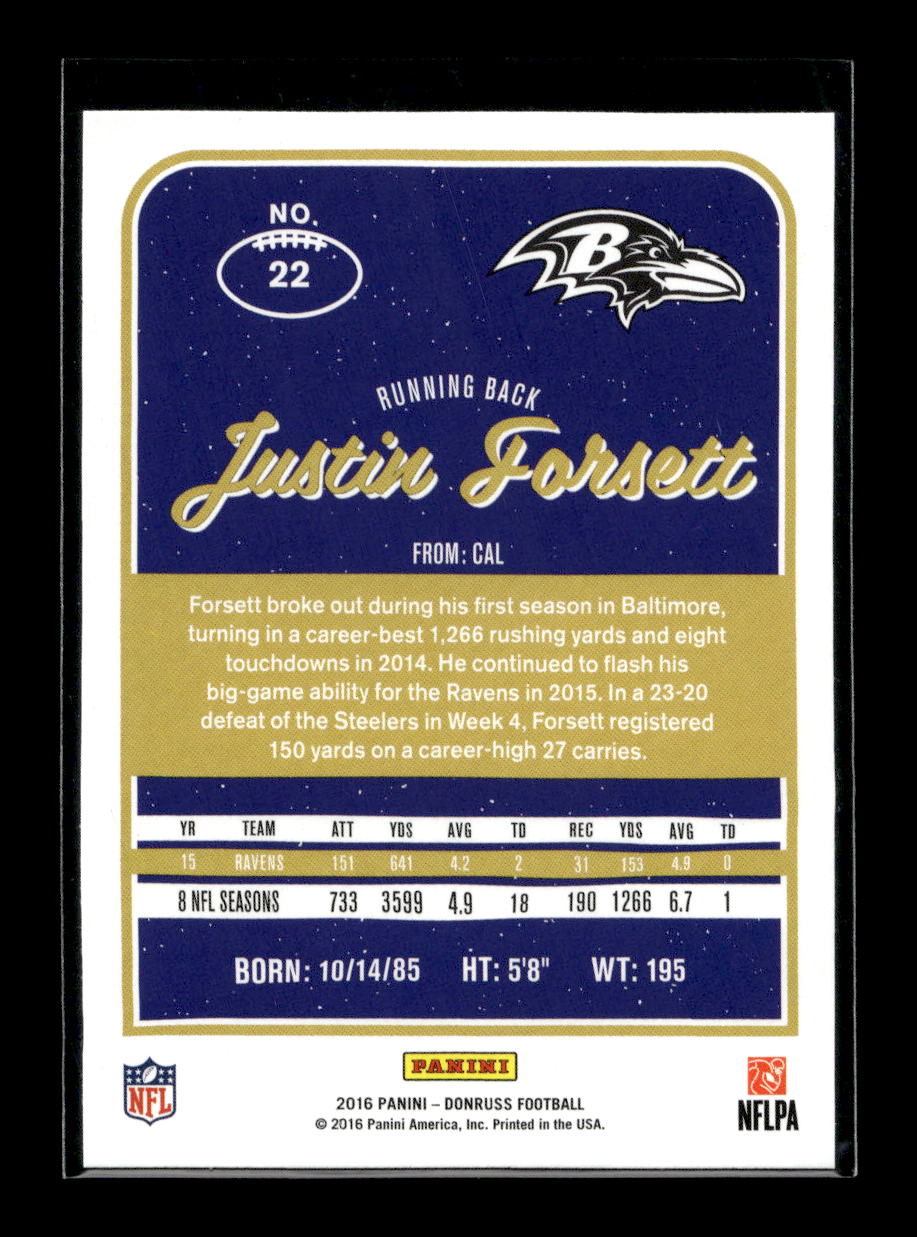 NO.
22
B
RUNNING BACK
Justin Forsett
FROM: CAL
Forsett broke out during his first season in Baltimore,
turning in a career-best 1,266 rushing yards and eight
touchdowns in 2014. He continued to flash his
big-game ability for the Ravens in 2015. In a 23-20
defeat of the Steelers in Week 4, Forsett registered
150 yards on a career-high 27 carries.
YR TEAM ATT YDS AVG TD REC YDS AVG TD
15 RAVENS 151 641 4.2 2 31 153 4.9 0
8 NFL SEASONS 733 3599 4.9 18 190 1266 6.7 1
BORN: 10/14/85 HT: 5'8" WT: 195
NFL
PANINI
2016 PANINI – DONRUSS FOOTBALL
© 2016 Panini America, Inc. Printed in the USA.
NFLPA